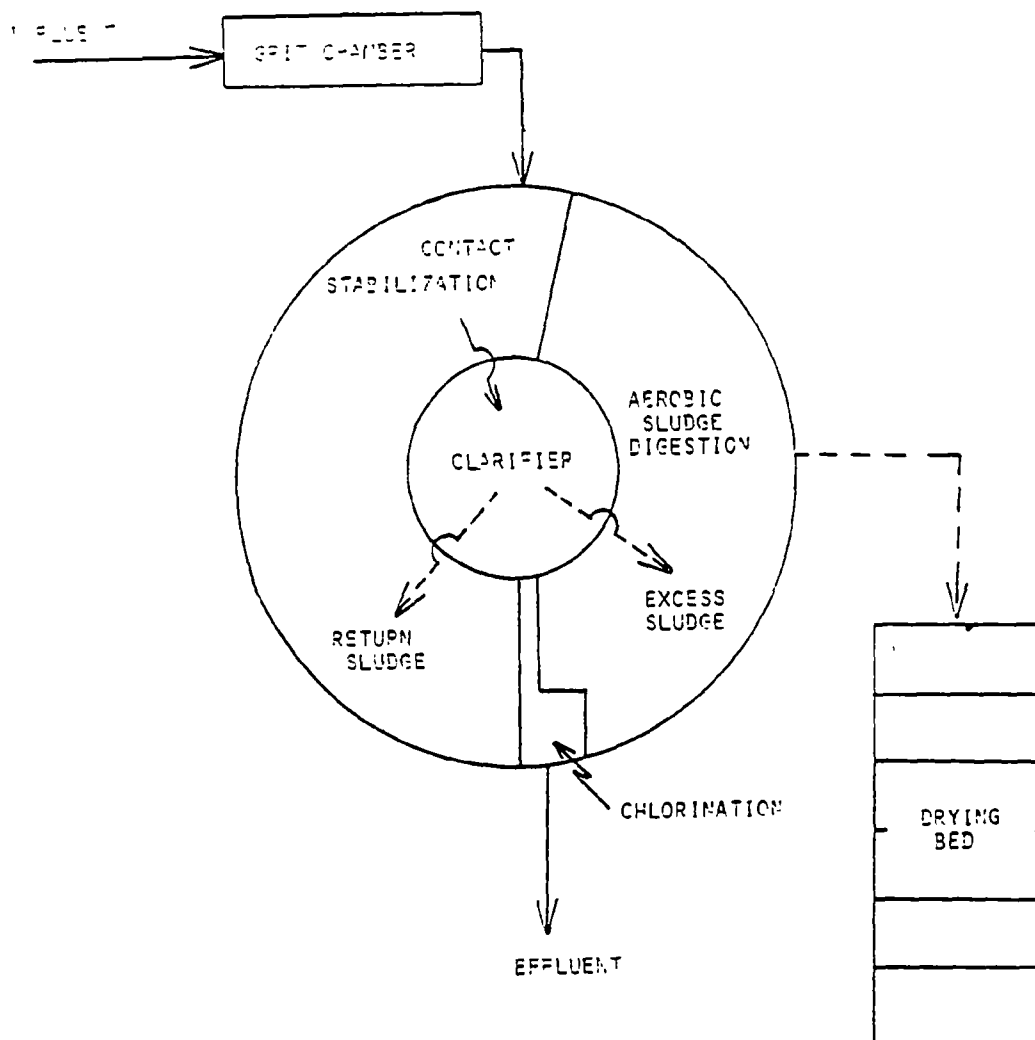 GRIT CHAMBER
CONTACT
STABILIZATION
AEROBIC
SLUDGE
DIGESTION
CLARIFIER
EXCESS
SLUDGE
RETURN
SLUDGE
CHLORINATION
DRYING
BED
EFFLUENT